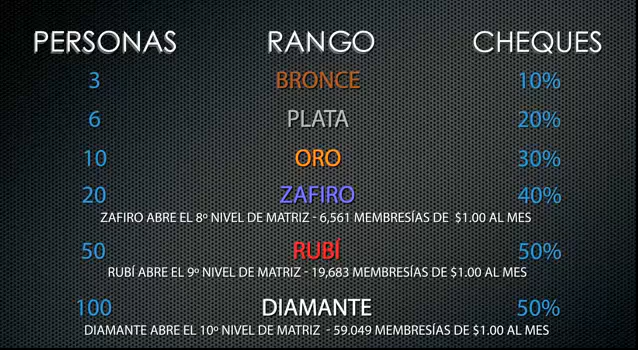 PERSONAS RANGO CHEQUES
3 BRONCE 10%
6 PLATA 20%
10 ORO 30%
20 ZAFIRO 40%
ZAFIRO ABRE EL 8º NIVEL DE MATRIZ - 6,561 MEMBRESÍAS DE $1.00 AL MES
50 RUBÍ 50%
RUBÍ ABRE EL 9º NIVEL DE MATRIZ - 19,683 MEMBRESÍAS DE $1.00 AL MES
100 DIAMANTE 50%
DIAMANTE ABRE EL 10º NIVEL DE MATRIZ - 59.049 MEMBRESÍAS DE $1.00 AL MES